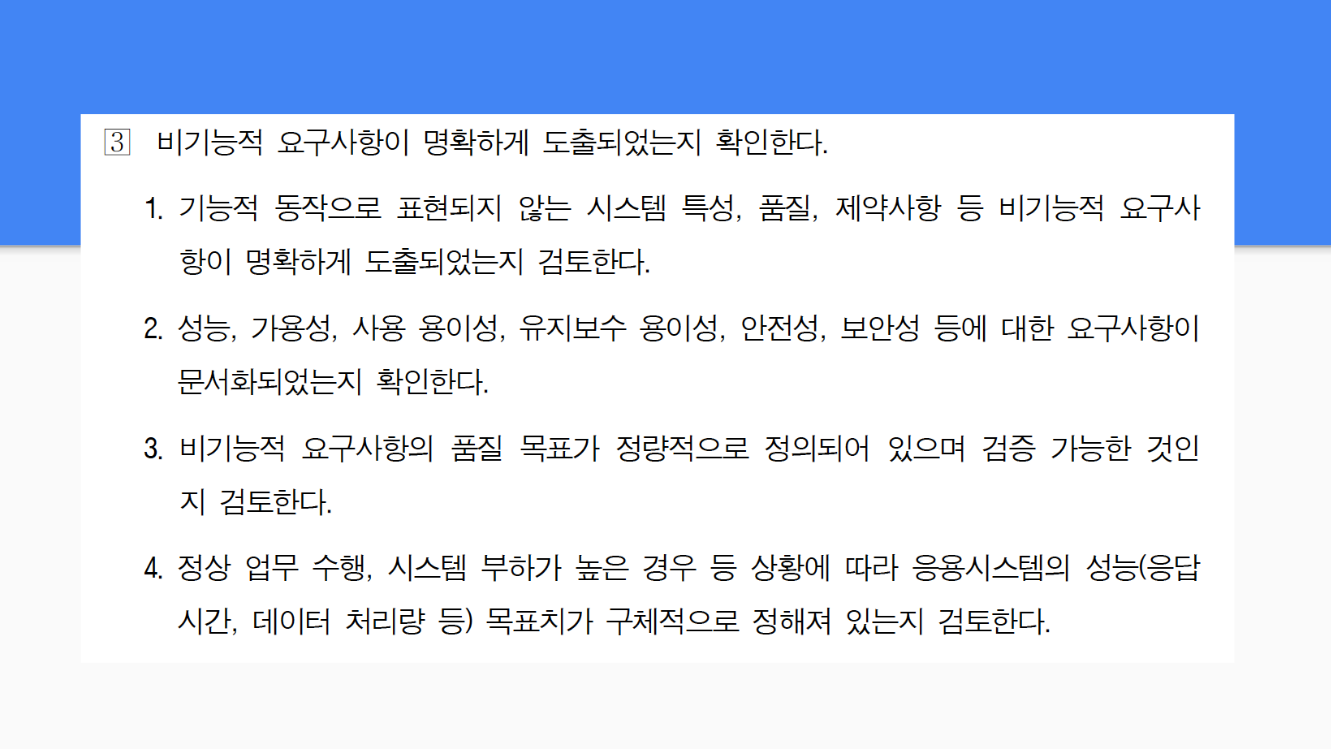 3 비기능적 요구사항이 명확하게 도출되었는지 확인한다.
1. 기능적 동작으로 표현되지 않는 시스템 특성, 품질, 제약사항 등 비기능적 요구사
항이 명확하게 도출되었는지 검토한다.
2. 성능, 가용성, 사용 용이성, 유지보수 용이성, 안전성, 보안성 등에 대한 요구사항이
문서화되었는지 확인한다.
3. 비기능적 요구사항의 품질 목표가 정량적으로 정의되어 있으며 검증 가능한 것인
지 검토한다.
4. 정상 업무 수행, 시스템 부하가 높은 경우 등 상황에 따라 응용시스템의 성능(응답
시간, 데이터 처리량 등) 목표치가 구체적으로 정해져 있는지 검토한다.